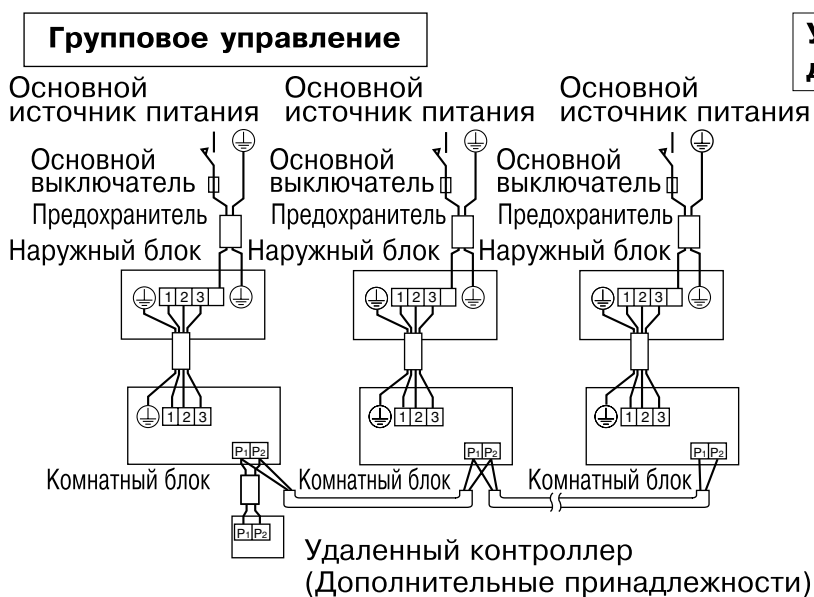 Групповое управление
Основной
источник питания
Основной
источник питания
Основной
источник питания
Основной
выключатель
Основной
выключатель
Основной
выключатель
Предохранитель
Предохранитель
Предохранитель
Наружный блок
Наружный блок
Наружный блок
1 2 3
1 2 3
1 2 3
1 2 3
1 2 3
1 2 3
P1 P2
P1 P2
P1 P2
Комнатный блок
Комнатный блок
Комнатный блок
P1 P2
Удаленный контроллер
(Дополнительные принадлежности)